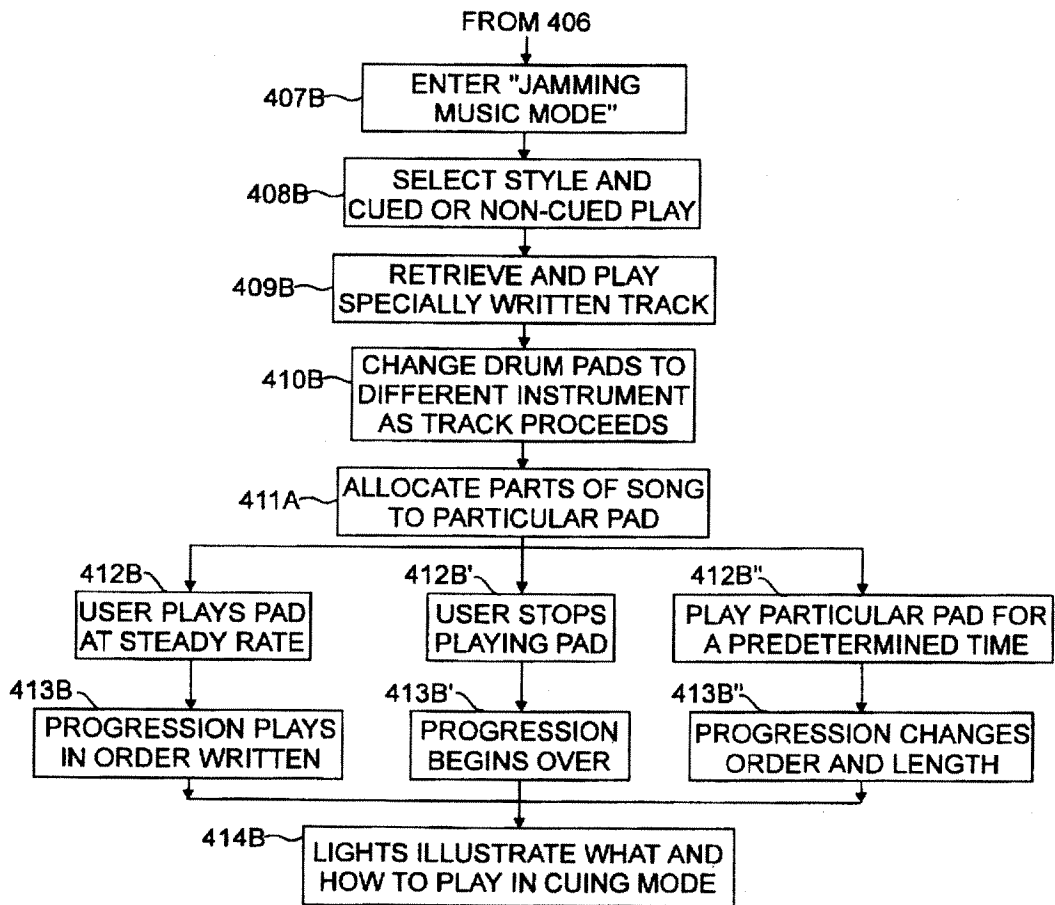 FROM 406
407B
ENTER "JAMMING
MUSIC MODE"
408B
SELECT STYLE AND
CUED OR NON-CUED PLAY
409B
RETRIEVE AND PLAY
SPECIALLY WRITTEN TRACK
410B
CHANGE DRUM PADS TO
DIFFERENT INSTRUMENT
AS TRACK PROCEEDS
411A
ALLOCATE PARTS OF SONG
TO PARTICULAR PAD
412B
USER PLAYS PAD
AT STEADY RATE
412B'
USER STOPS
PLAYING PAD
412B"
PLAY PARTICULAR PAD FOR
A PREDETERMINED TIME
413B
PROGRESSION PLAYS
IN ORDER WRITTEN
413B'
PROGRESSION
BEGINS OVER
413B"
PROGRESSION CHANGES
ORDER AND LENGTH
414B
LIGHTS ILLUSTRATE WHAT AND
HOW TO PLAY IN CUING MODE